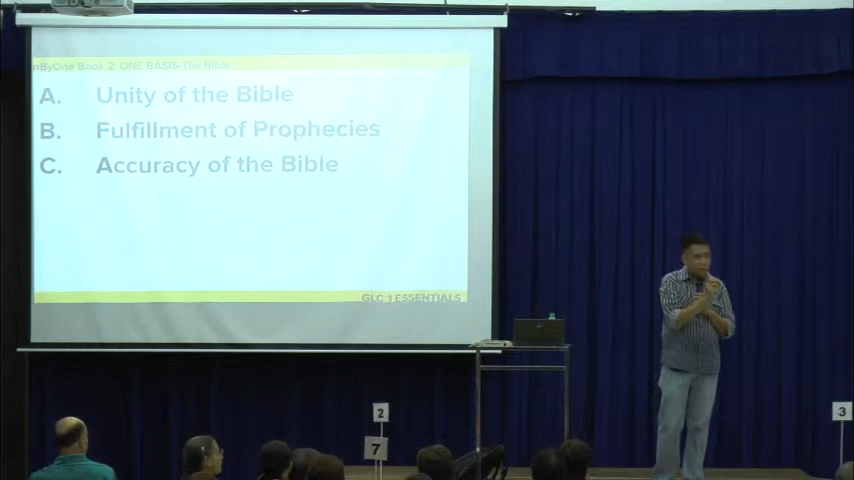 nByOne Book 2: ONE BASIS-The Bible
A. Unity of the Bible
B. Fulfillment of Prophecies
C. Accuracy of the Bible
GLC 1 ESSENTIALS
2
7
3